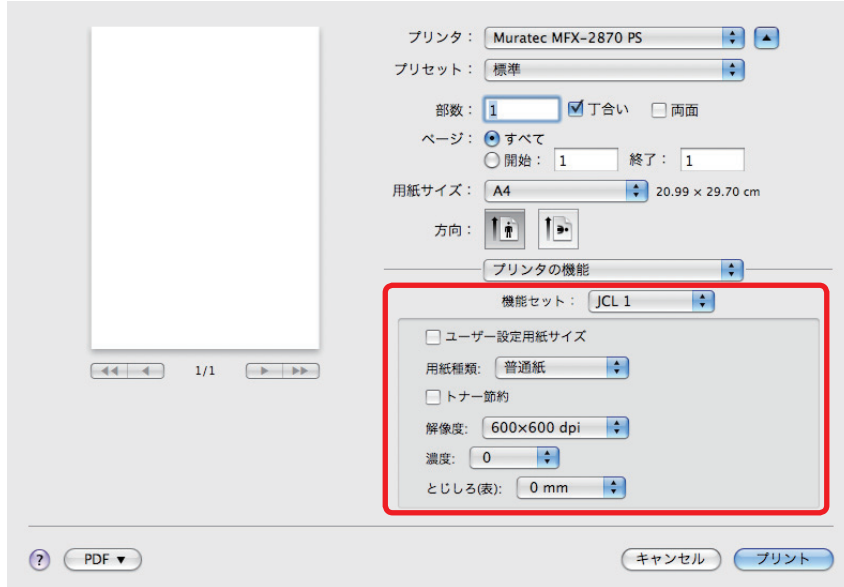 プリンタ： Muratec MFX-2870 PS
プリセット： 標準
部数： 1 丁合い 両面
ページ： すべて
開始： 1 終了： 1
用紙サイズ： A4 20.99 × 29.70 cm
方向：
プリンタの機能
機能セット： JCL 1
ユーザー設定用紙サイズ
用紙種類: 普通紙
トナー節約
解像度: 600×600 dpi
濃度: 0
とじしろ(表): 0 mm
1/1
? PDF ▼ キャンセル プリント